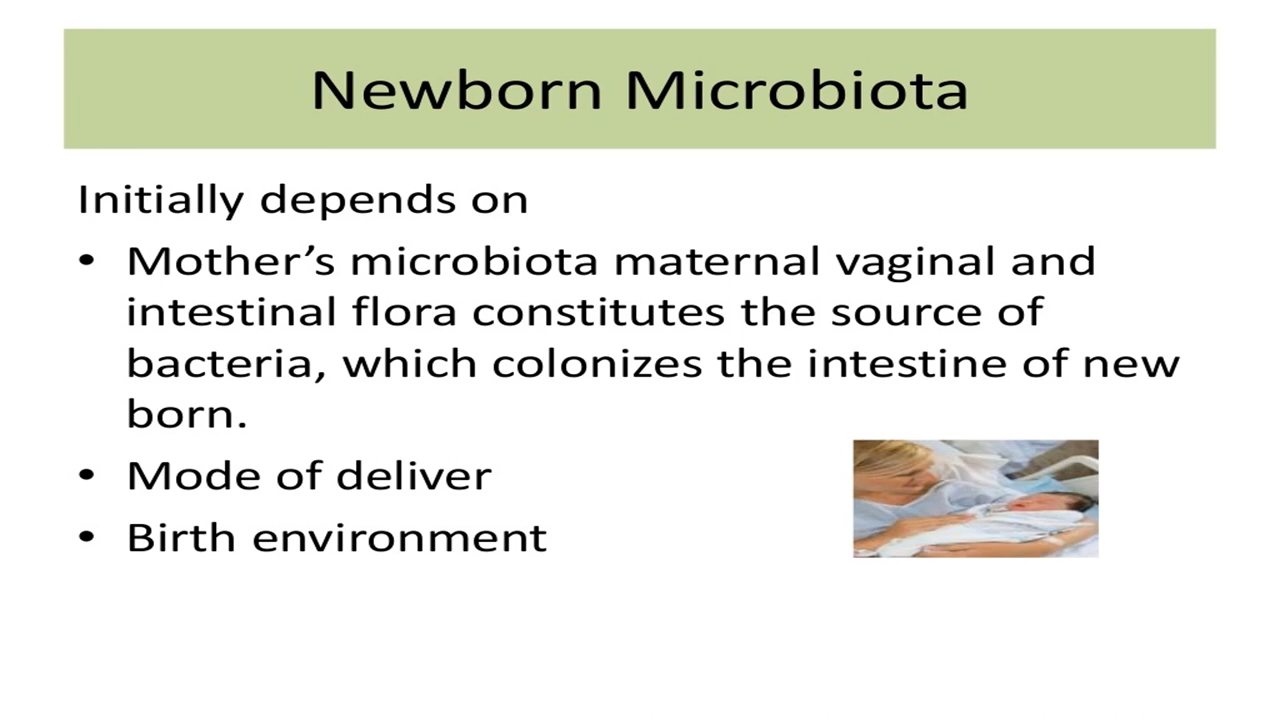 Newborn Microbiota
Initially depends on
• Mother’s microbiota maternal vaginal and
intestinal flora constitutes the source of
bacteria, which colonizes the intestine of new
born.
• Mode of deliver
• Birth environment